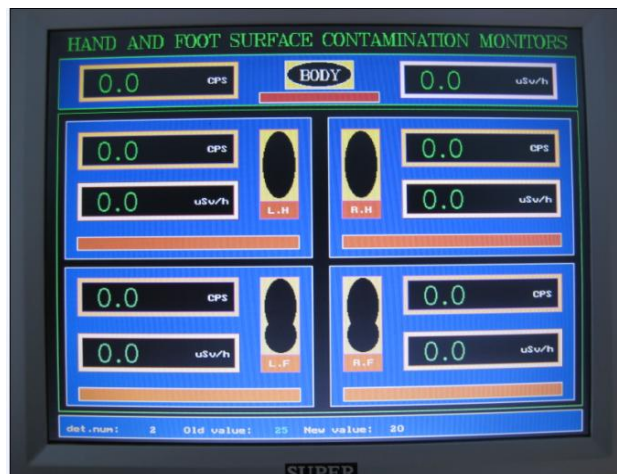 HAND AND FOOT SURFACE CONTAMINATION MONITORS
0.0 CPS BODY 0.0 uSv/h
0.0 CPS 0.0 CPS
0.0 uSv/h 0.0 uSv/h
L.H R.H
0.0 CPS 0.0 CPS
0.0 uSv/h 0.0 uSv/h
L.F R.F
det.num: 2 Old value: 25 New value: 20
SUPER